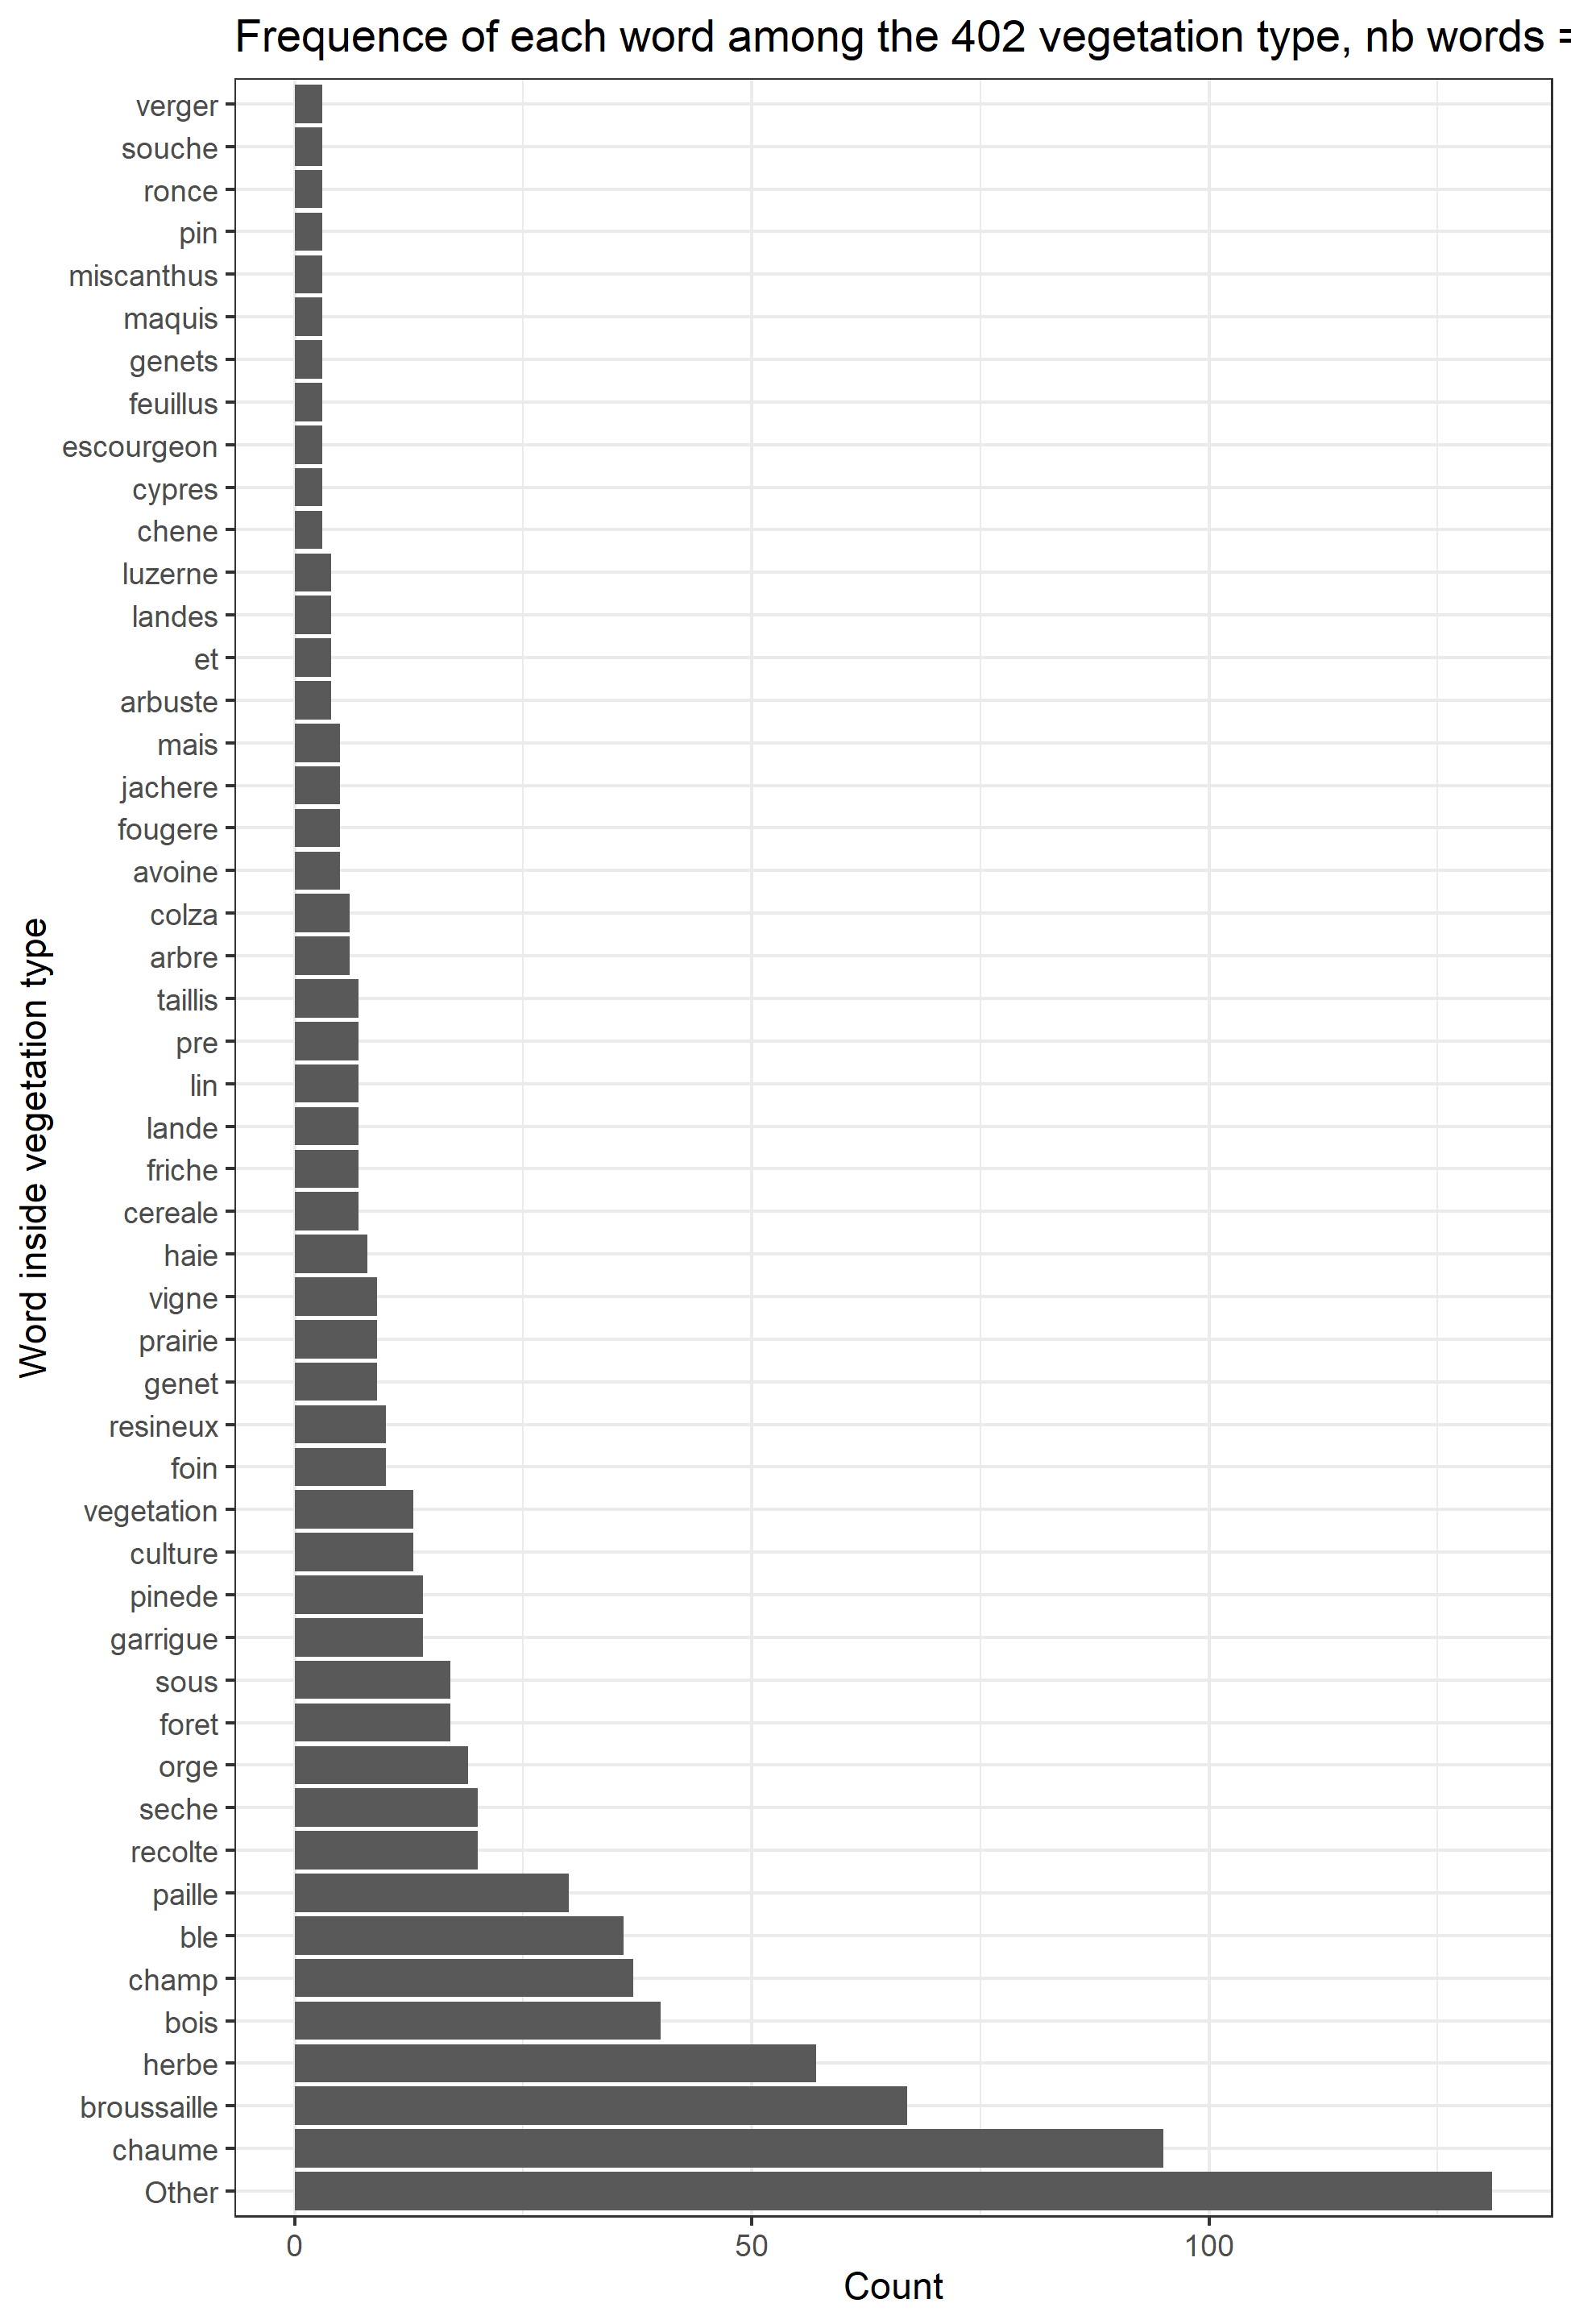 Frequence of each word among the 402 vegetation type, nb words =
verger
souche
ronce
pin
miscanthus
maquis
genets
feuillus
escourgeon
cypres
chene
luzerne
landes
et
arbuste
mais
jachere
fougere
avoine
colza
arbre
taillis
pre
lin
lande
friche
cereale
haie
vigne
prairie
genet
resineux
foin
vegetation
culture
pinede
garrigue
sous
foret
orge
seche
recolte
paille
ble
champ
bois
herbe
broussaille
chaume
Other
Word inside vegetation type
0 50 100
Count